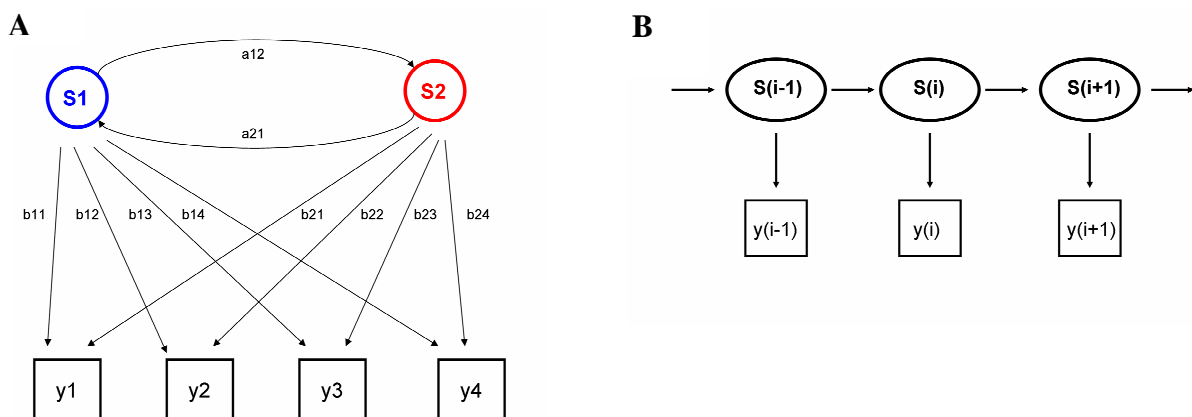 A
a12
S1
S2
a21
b11
b12
b13
b14
b21
b22
b23
b24
y1
y2
y3
y4
B
S(i-1)
S(i)
S(i+1)
y(i-1)
y(i)
y(i+1)